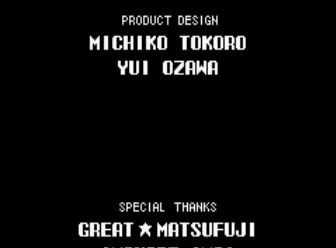 PRODUCT DESIGN
MICHIKO TOKORO
YUI OZAWA
SPECIAL THANKS
GREAT★MATSUFUJI